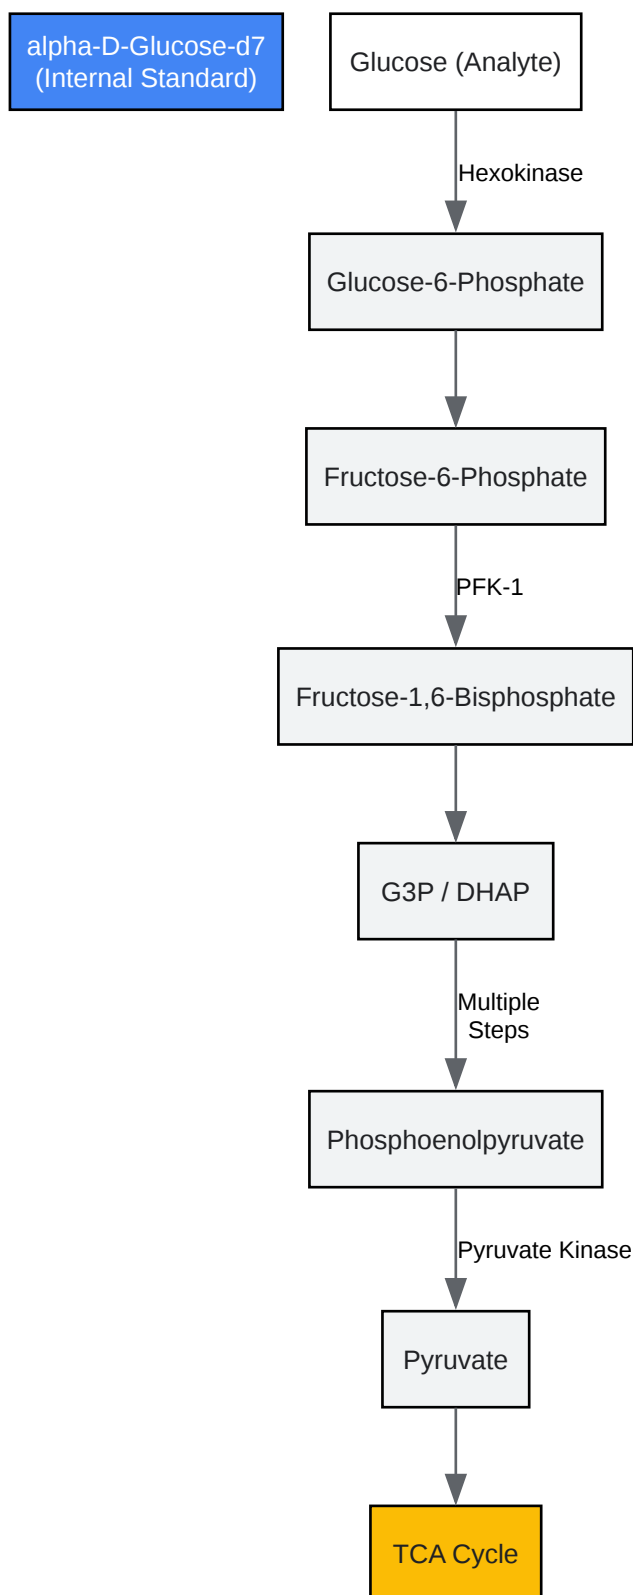 alpha-D-Glucose-d7
(Internal Standard)
Glucose (Analyte)
Hexokinase
Glucose-6-Phosphate
Fructose-6-Phosphate
PFK-1
Fructose-1,6-Bisphosphate
G3P / DHAP
Multiple
Steps
Phosphoenolpyruvate
Pyruvate Kinase
Pyruvate
TCA Cycle